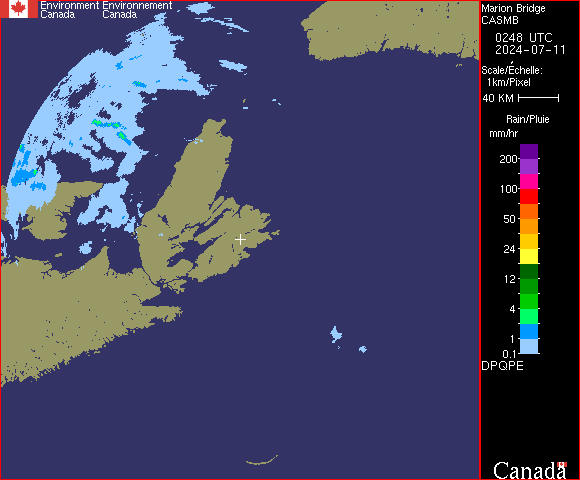 Environment Environnement
Canada Canada
Marion Bridge
CASMB
0248 UTC
2024-07-11
Scale/Échelle:
1km/Pixel
40 KM
Rain/Pluie
mm/hr
200
100
50
24
12
4
1
0.1
DPQPE
Canada